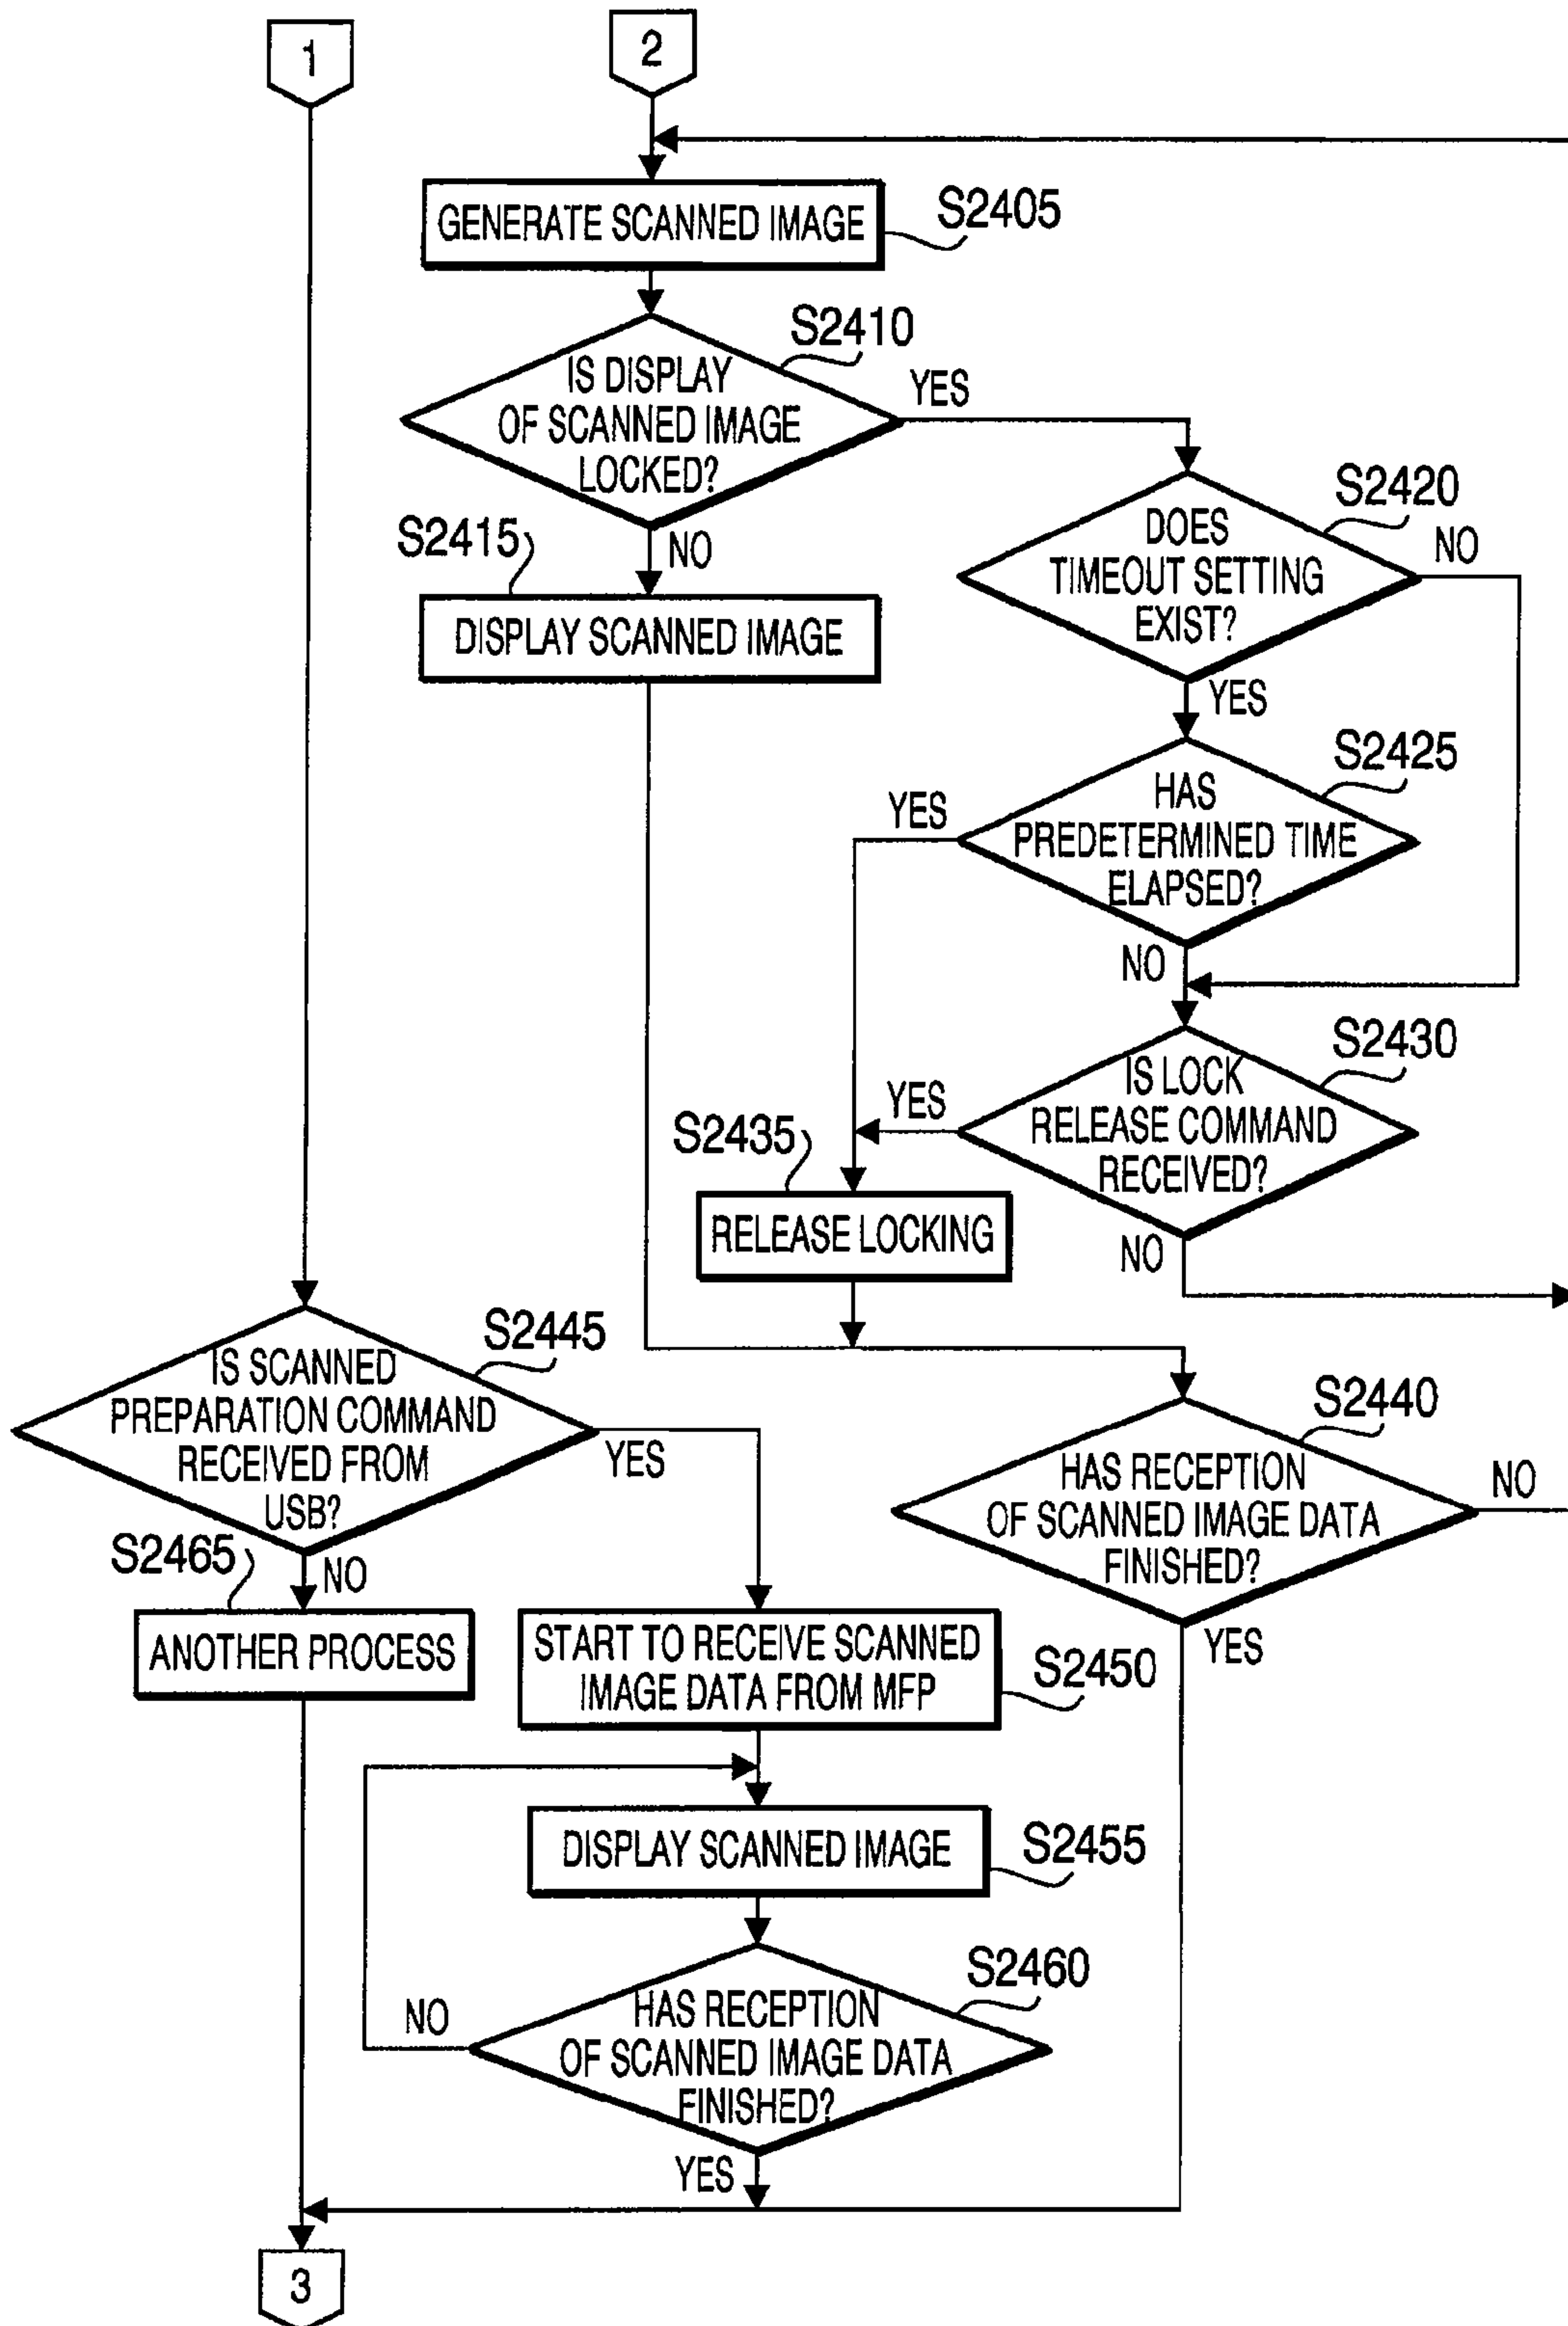 1
2
GENERATE SCANNED IMAGE
S2405
S2410
IS DISPLAY
OF SCANNED IMAGE
LOCKED?
YES
NO
S2415
DISPLAY SCANNED IMAGE
S2420
DOES
TIMEOUT SETTING
EXIST?
NO
YES
S2425
HAS
PREDETERMINED TIME
ELAPSED?
YES
NO
S2430
IS LOCK
RELEASE COMMAND
RECEIVED?
YES
NO
S2435
RELEASE LOCKING
S2445
IS SCANNED
PREPARATION COMMAND
RECEIVED FROM
USB?
YES
NO
S2440
HAS RECEPTION
OF SCANNED IMAGE DATA
FINISHED?
NO
YES
S2465
ANOTHER PROCESS
START TO RECEIVE SCANNED
IMAGE DATA FROM MFP
S2450
DISPLAY SCANNED IMAGE
S2455
S2460
HAS RECEPTION
OF SCANNED IMAGE DATA
FINISHED?
NO
YES
3